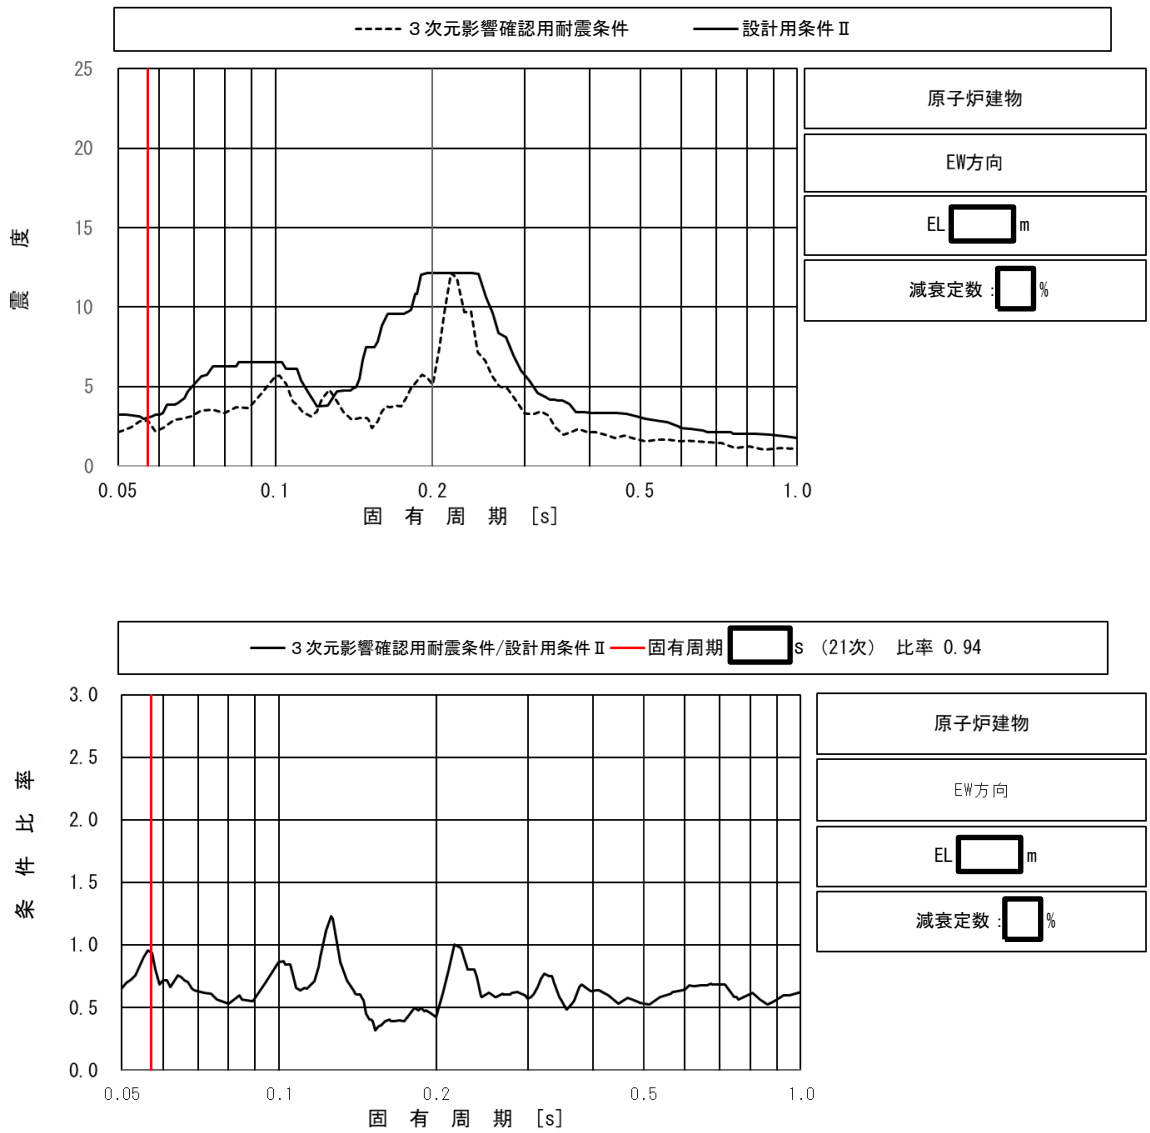 ３次元影響確認用耐震条件 設計用条件Ⅱ
25
20
15
10
5
0
震 度
0.05 0.1 0.2 0.5 1.0
固 有 周 期 [s]
原子炉建物
EW方向
EL m
減衰定数： %
３次元影響確認用耐震条件/設計用条件Ⅱ 固有周期 s （21次） 比率 0.94
3.0
2.5
2.0
1.5
1.0
0.5
0.0
条 件 比 率
0.05 0.1 0.2 0.5 1.0
固 有 周 期 [s]
原子炉建物
EW方向
EL m
減衰定数： %